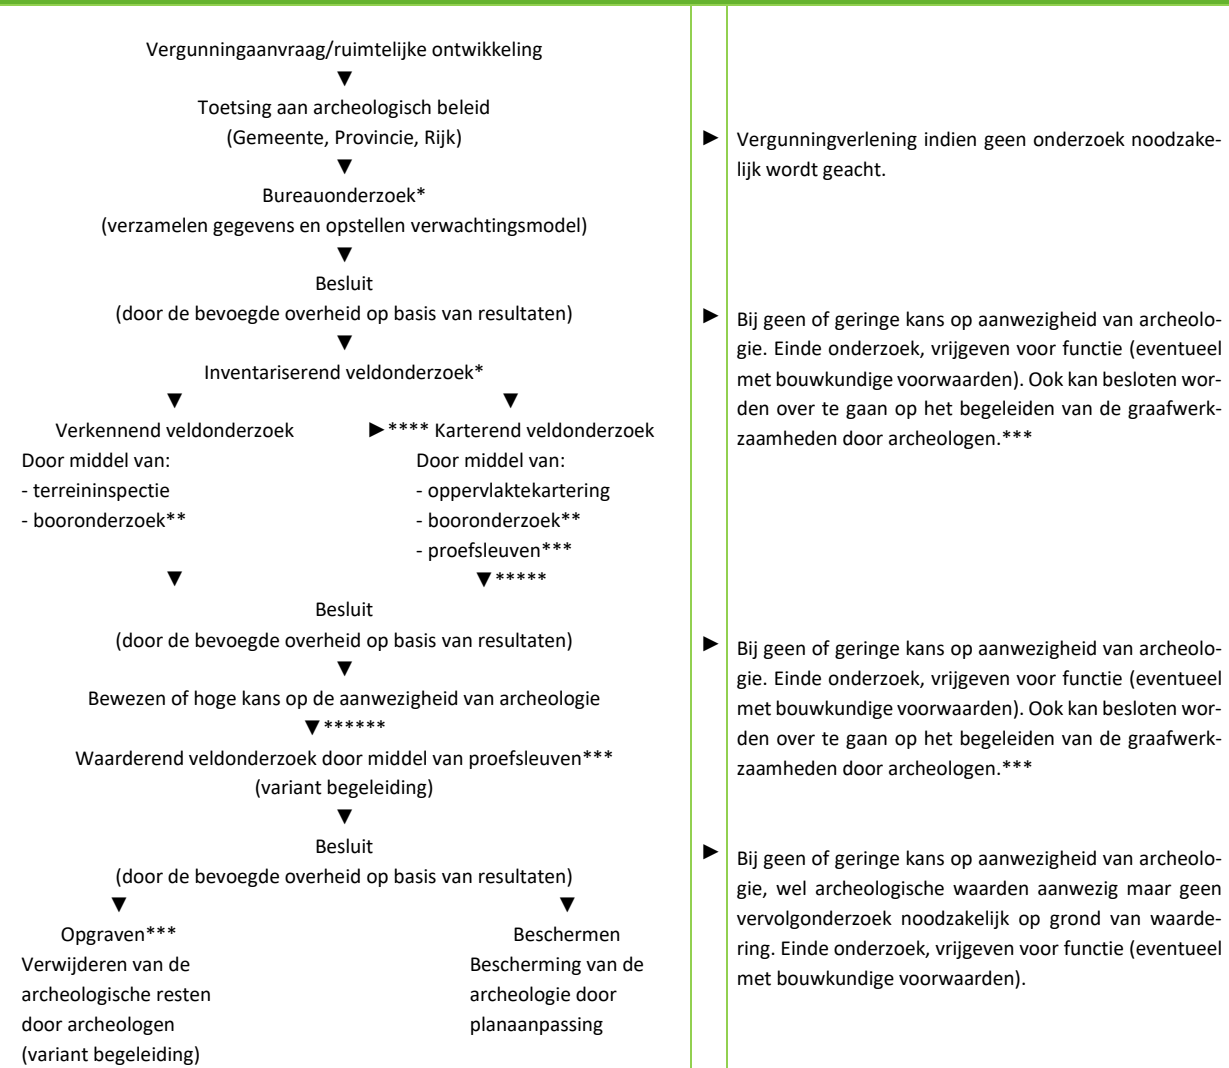 Vergunningaanvraag/ruimtelijke ontwikkeling
▼
Toetsing aan archeologisch beleid
(Gemeente, Provincie, Rijk)
▼
Bureauonderzoek*
(verzamelen gegevens en opstellen verwachtingsmodel)
▼
Besluit
(door de bevoegde overheid op basis van resultaten)
▼
Inventariserend veldonderzoek*
▼ ▼
Verkennend veldonderzoek ►**** Karterend veldonderzoek
Door middel van: Door middel van:
- terreininspectie - oppervlaktekartering
- booronderzoek** - booronderzoek**
- proefsleuven***
▼ ▼*****
Besluit
(door de bevoegde overheid op basis van resultaten)
▼
Bewezen of hoge kans op de aanwezigheid van archeologie
▼******
Waarderend veldonderzoek door middel van proefsleuven***
(variant begeleiding)
▼
Besluit
(door de bevoegde overheid op basis van resultaten)
▼ ▼
Opgraven*** Beschermen
Verwijderen van de Bescherming van de
archeologische resten archeologie door
door archeologen planaanpassing
(variant begeleiding)
► Vergunningverlening indien geen onderzoek noodzake-
lijk wordt geacht.
► Bij geen of geringe kans op aanwezigheid van archeolo-
gie. Einde onderzoek, vrijgeven voor functie (eventueel
met bouwkundige voorwaarden). Ook kan besloten wor-
den over te gaan op het begeleiden van de graafwerk-
zaamheden door archeologen.***
► Bij geen of geringe kans op aanwezigheid van archeolo-
gie. Einde onderzoek, vrijgeven voor functie (eventueel
met bouwkundige voorwaarden). Ook kan besloten wor-
den over te gaan op het begeleiden van de graafwerk-
zaamheden door archeologen.***
► Bij geen of geringe kans op aanwezigheid van archeolo-
gie, wel archeologische waarden aanwezig maar geen
vervolgonderzoek noodzakelijk op grond van waarde-
ring. Einde onderzoek, vrijgeven voor functie (eventueel
met bouwkundige voorwaarden).